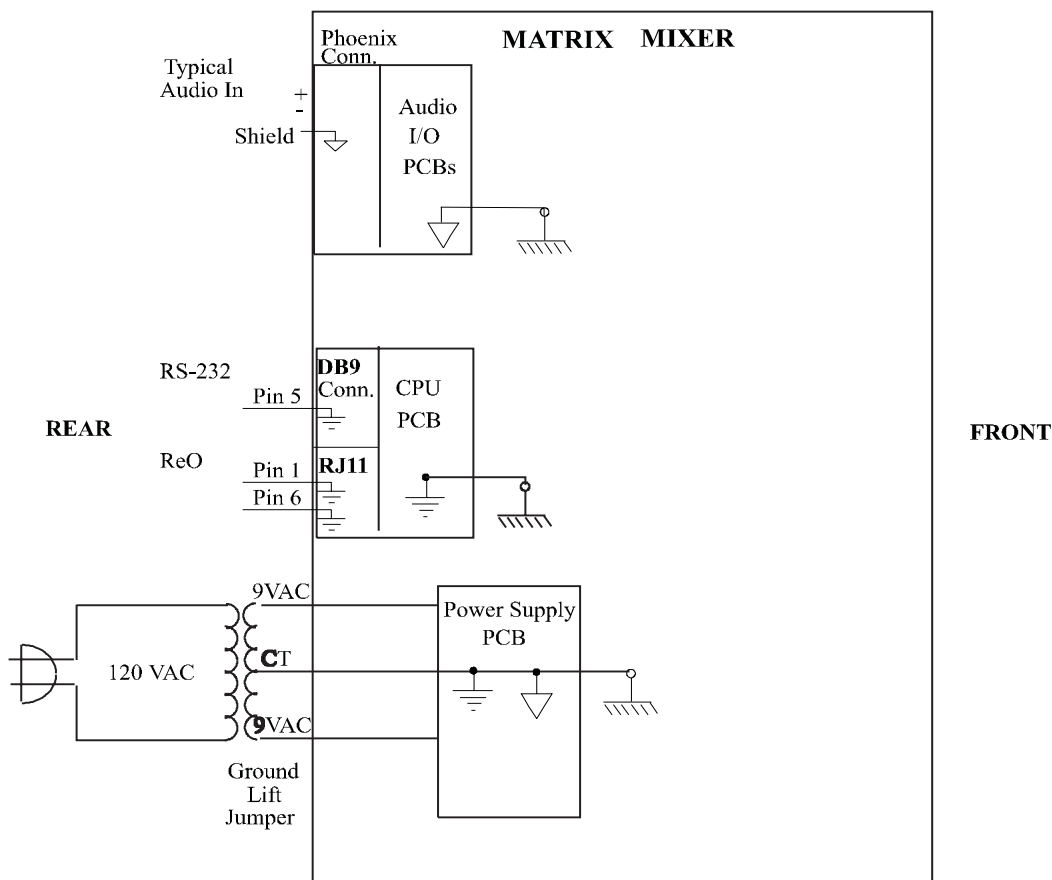 MATRIX MIXER
Phoenix
Conn.
Typical
Audio In
+
-
Shield
Audio
I/O
PCBs
REAR
FRONT
RS-232
Pin 5
DB9
Conn.
CPU
PCB
ReO
Pin 1
Pin 6
RJ11
9VAC
120 VAC
CT
9VAC
Power Supply
PCB
Ground
Lift
Jumper